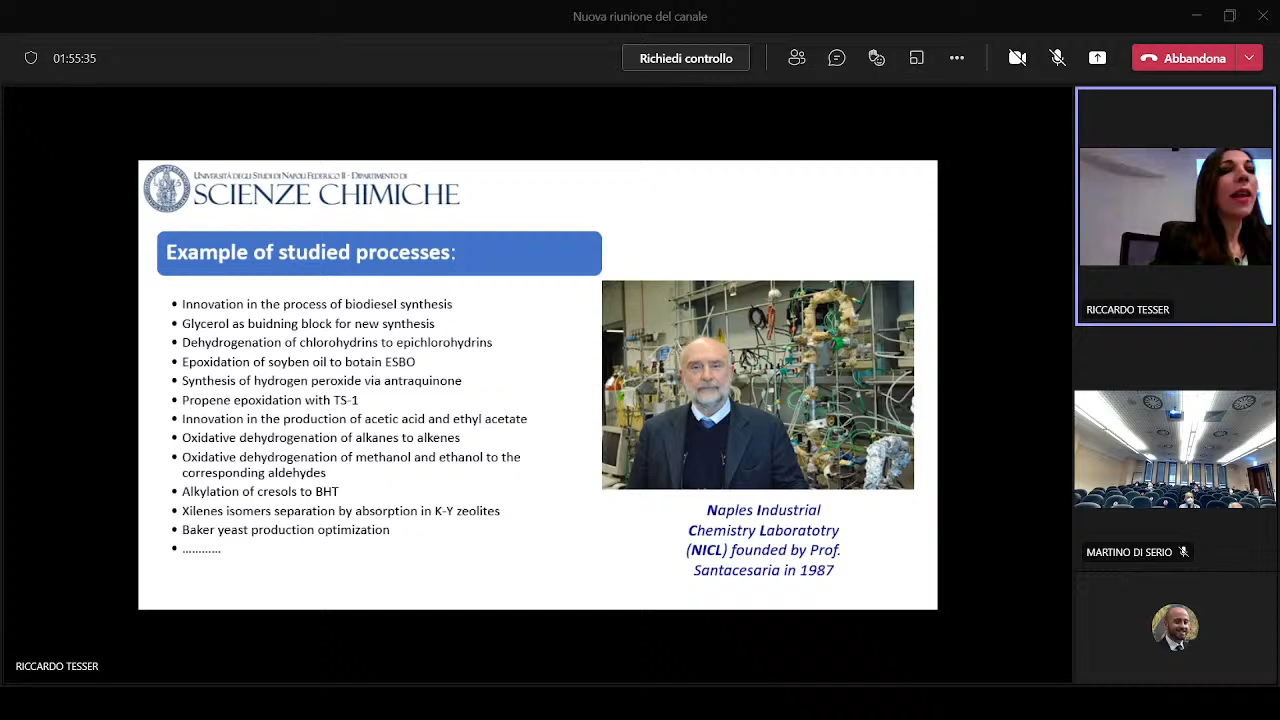 Nuova riunione del canale
01:55:35
Richiedi controllo
Abbandona
UNIVERSITÀ DEGLI STUDI DI NAPOLI FEDERICO II - DIPARTIMENTO DI
SCIENZE CHIMICHE
Example of studied processes:
• Innovation in the process of biodiesel synthesis
• Glycerol as buidning block for new synthesis
• Dehydrogenation of chlorohydrins to epichlorohydrins
• Epoxidation of soyben oil to botain ESBO
• Synthesis of hydrogen peroxide via antraquinone
• Propene epoxidation with TS-1
• Innovation in the production of acetic acid and ethyl acetate
• Oxidative dehydrogenation of alkanes to alkenes
• Oxidative dehydrogenation of methanol and ethanol to the
corresponding aldehydes
• Alkylation of cresols to BHT
• Xilenes isomers separation by absorption in K-Y zeolites
• Baker yeast production optimization
• …………
Naples Industrial
Chemistry Laboratotry
(NICL) founded by Prof.
Santacesaria in 1987
RICCARDO TESSER
MARTINO DI SERIO
RICCARDO TESSER